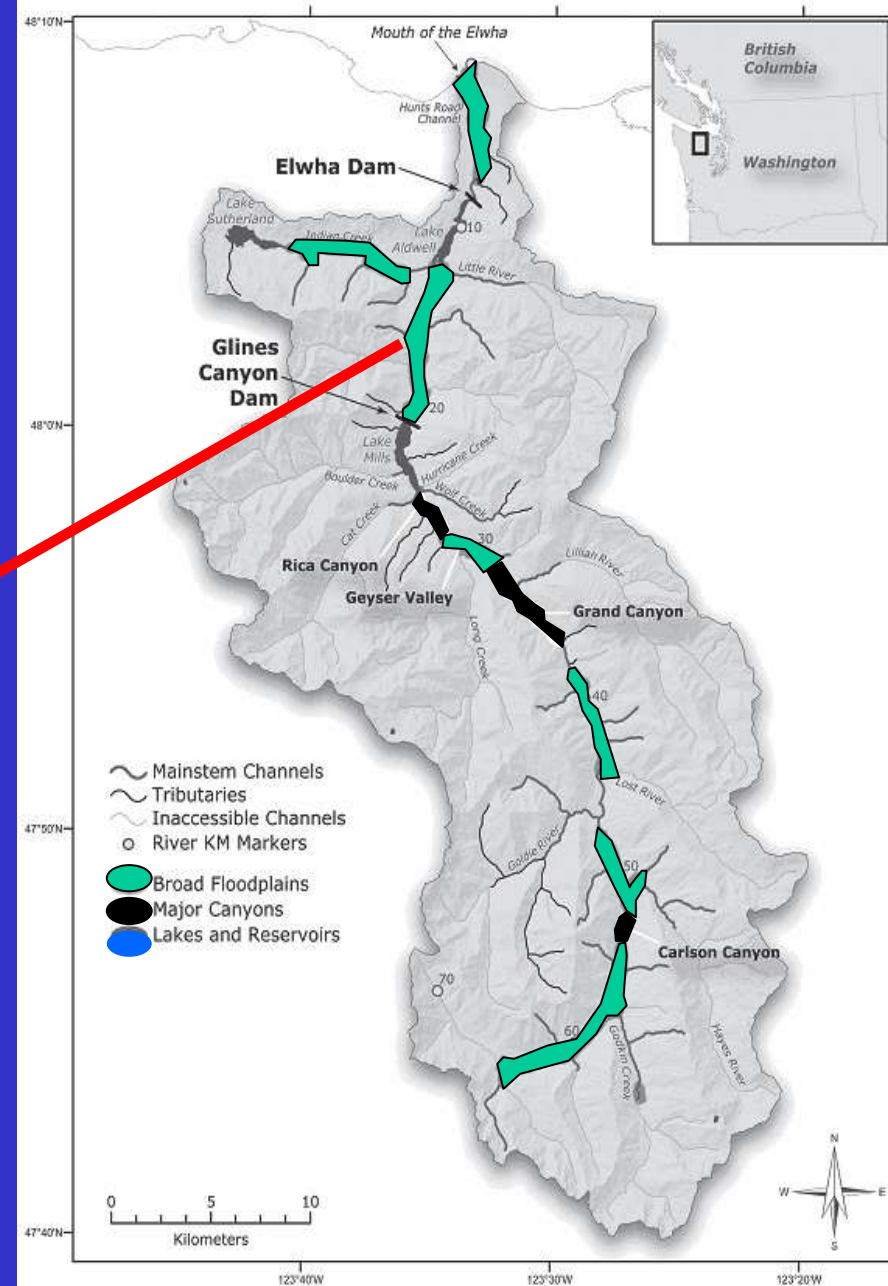 48°10'N
Mouth of the Elwha
British
Columbia
Washington
Hunts Road
Channel
Elwha Dam
Lake
Sutherland
Indian Creek
Lake
Aldwell
10
Little River
Glines
Canyon
Dam
48°0'N
20
Lake
Mills
Hurricane Creek
Boulder Creek
Wolf Creek
Cat Creek
30
Rica Canyon
Lillian River
Geyser Valley
Grand Canyon
Long Creek
40
Mainstem Channels
Tributaries
Inaccessible Channels
River KM Markers
Lost River
47°50'N
Goldie River
50
Broad Floodplains
Major Canyons
Lakes and Reservoirs
Carlson Canyon
70
60
Godkin Creek
Hayes River
N
W
E
S
0 5 10
Kilometers
47°40'N
123°40'W
123°30'W
123°20'W